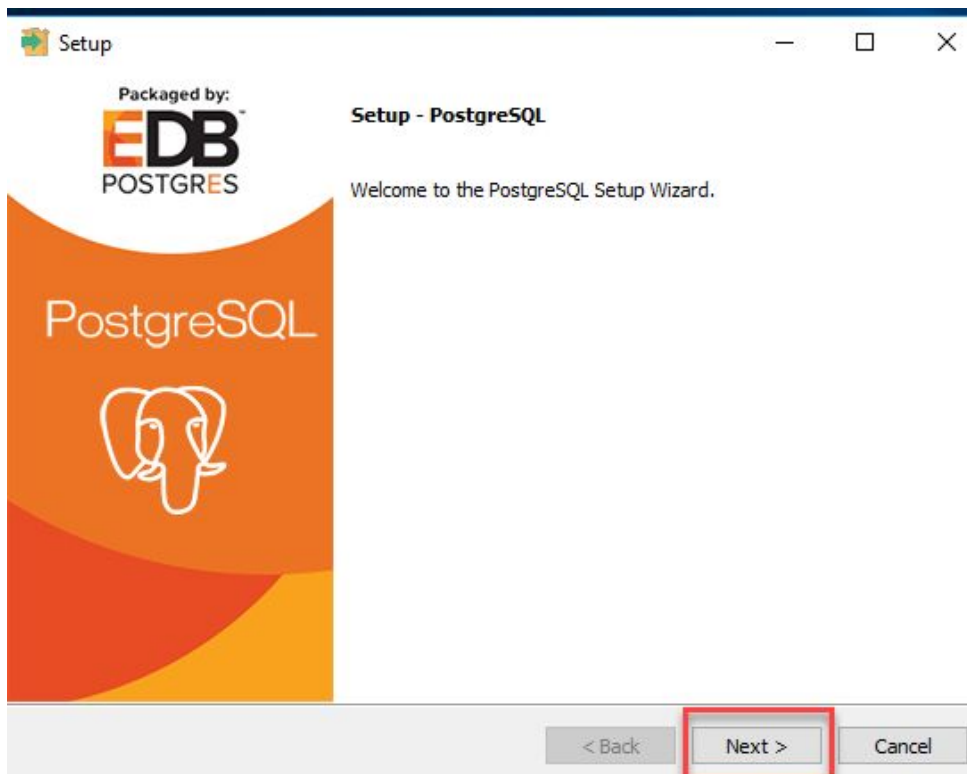 Setup
Packaged by:
EDB
POSTGRES
PostgreSQL
Setup - PostgreSQL
Welcome to the PostgreSQL Setup Wizard.
< Back
Next >
Cancel